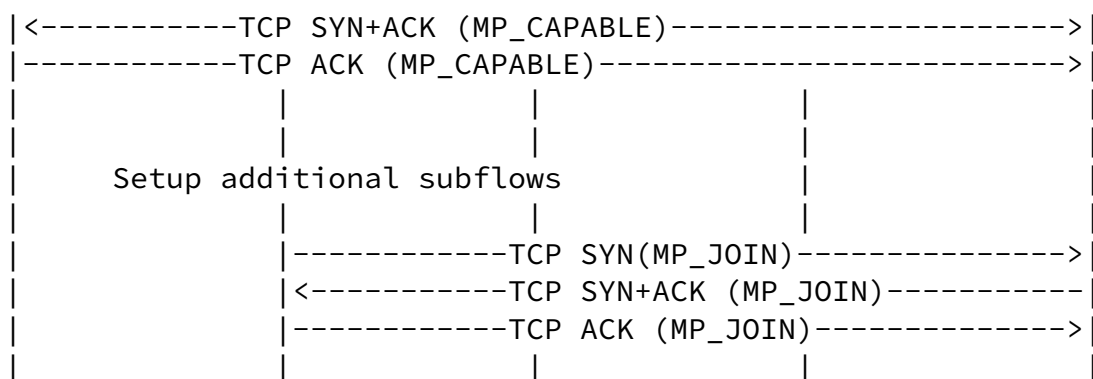 |<-----------TCP SYN+ACK (MP_CAPABLE)---------------------->|
|------------TCP ACK (MP_CAPABLE)-------------------------->|
|              |             |              |               |
|              |             |              |               |
|     Setup additional subflows             |               |
|              |             |              |               |
|              |------------TCP SYN(MP_JOIN)--------------->|
|              |<-----------TCP SYN+ACK (MP_JOIN)-----------|
|              |------------TCP ACK (MP_JOIN)-------------->|
|              |             |              |               |